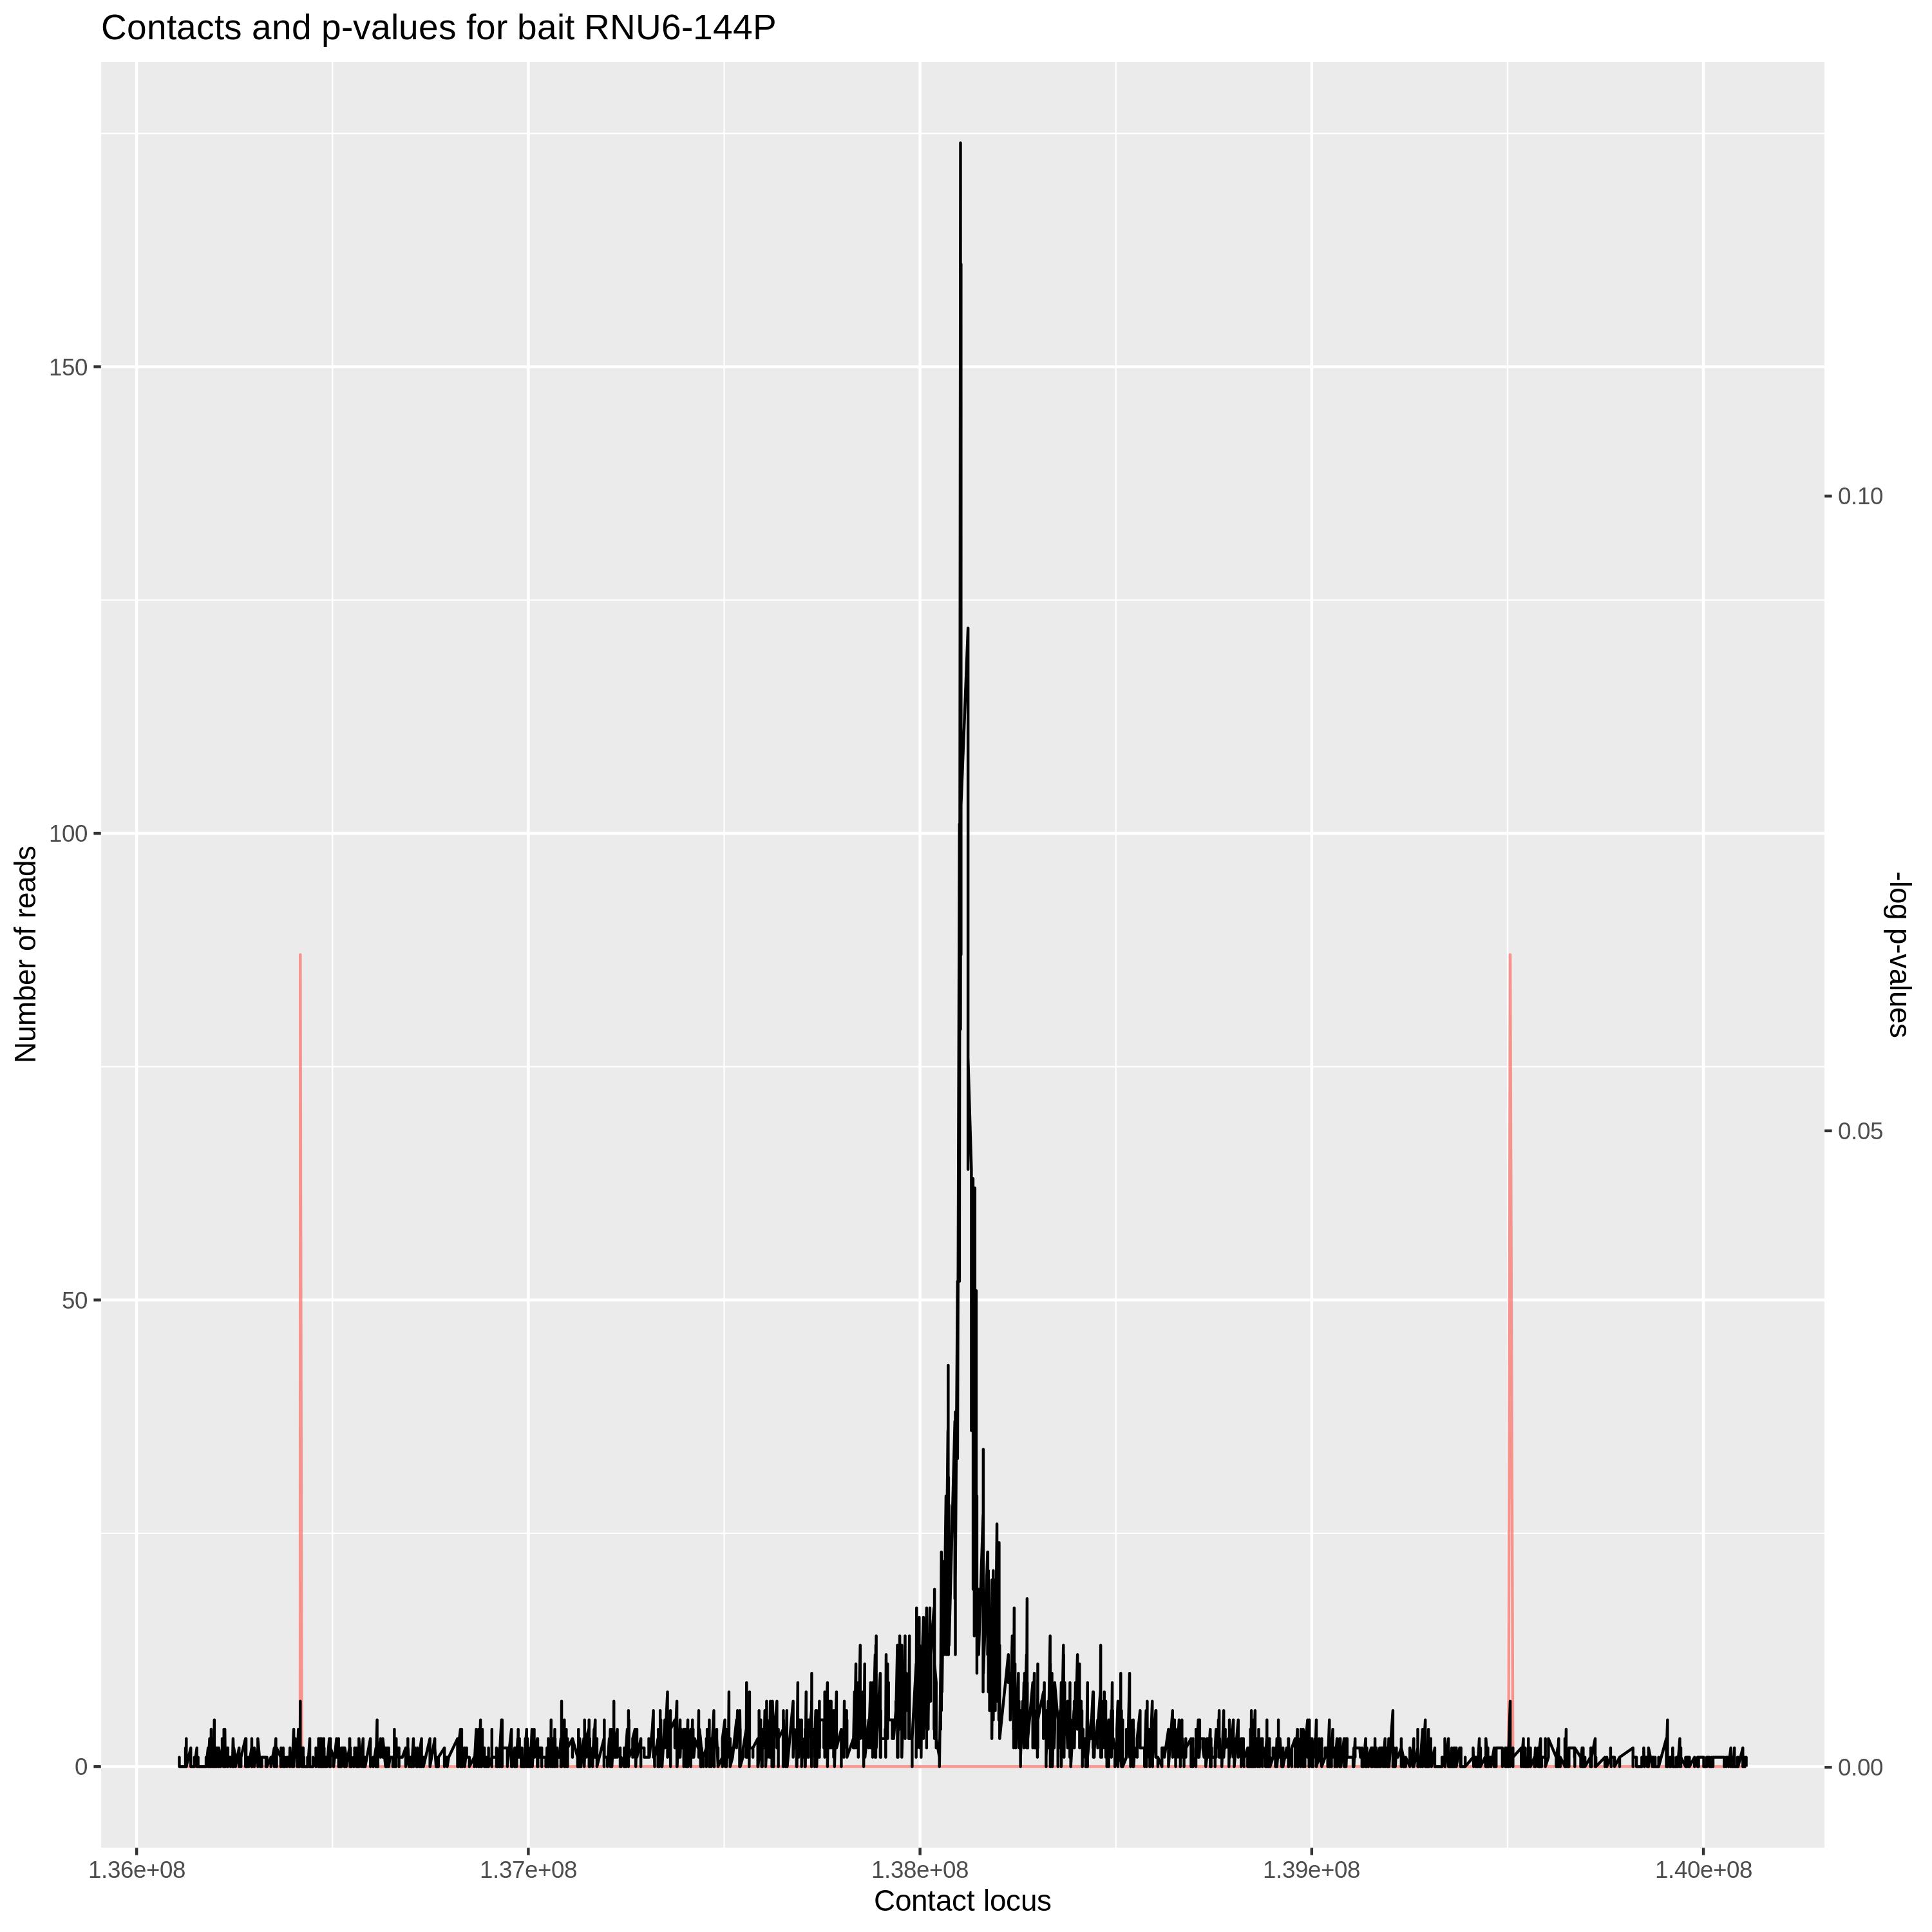 Contacts and p-values for bait RNU6-144P
150
100
50
0
Number of reads
0.10
0.05
0.00
-log p-values
1.36e+08
1.37e+08
1.38e+08
1.39e+08
1.40e+08
Contact locus